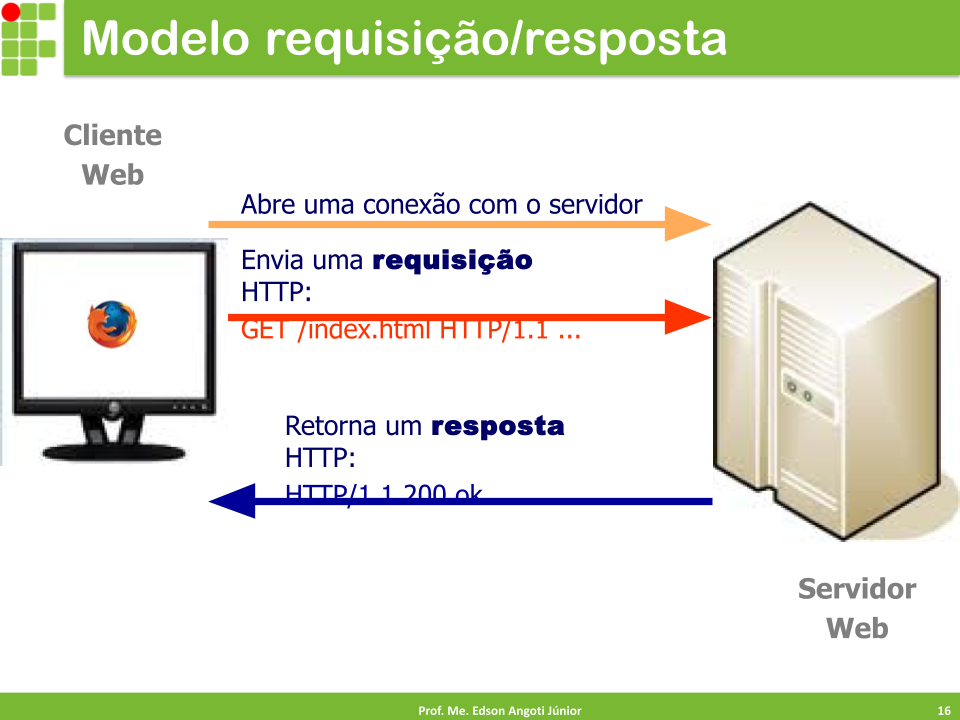 Modelo requisição/resposta
Cliente
Web
Abre uma conexão com o servidor
Envia uma requisição
HTTP:
GET /index.html HTTP/1.1 ...
Retorna um resposta
HTTP:
HTTP/1.1 200 ok
Servidor
Web
Prof. Me. Edson Angoti Júnior
16